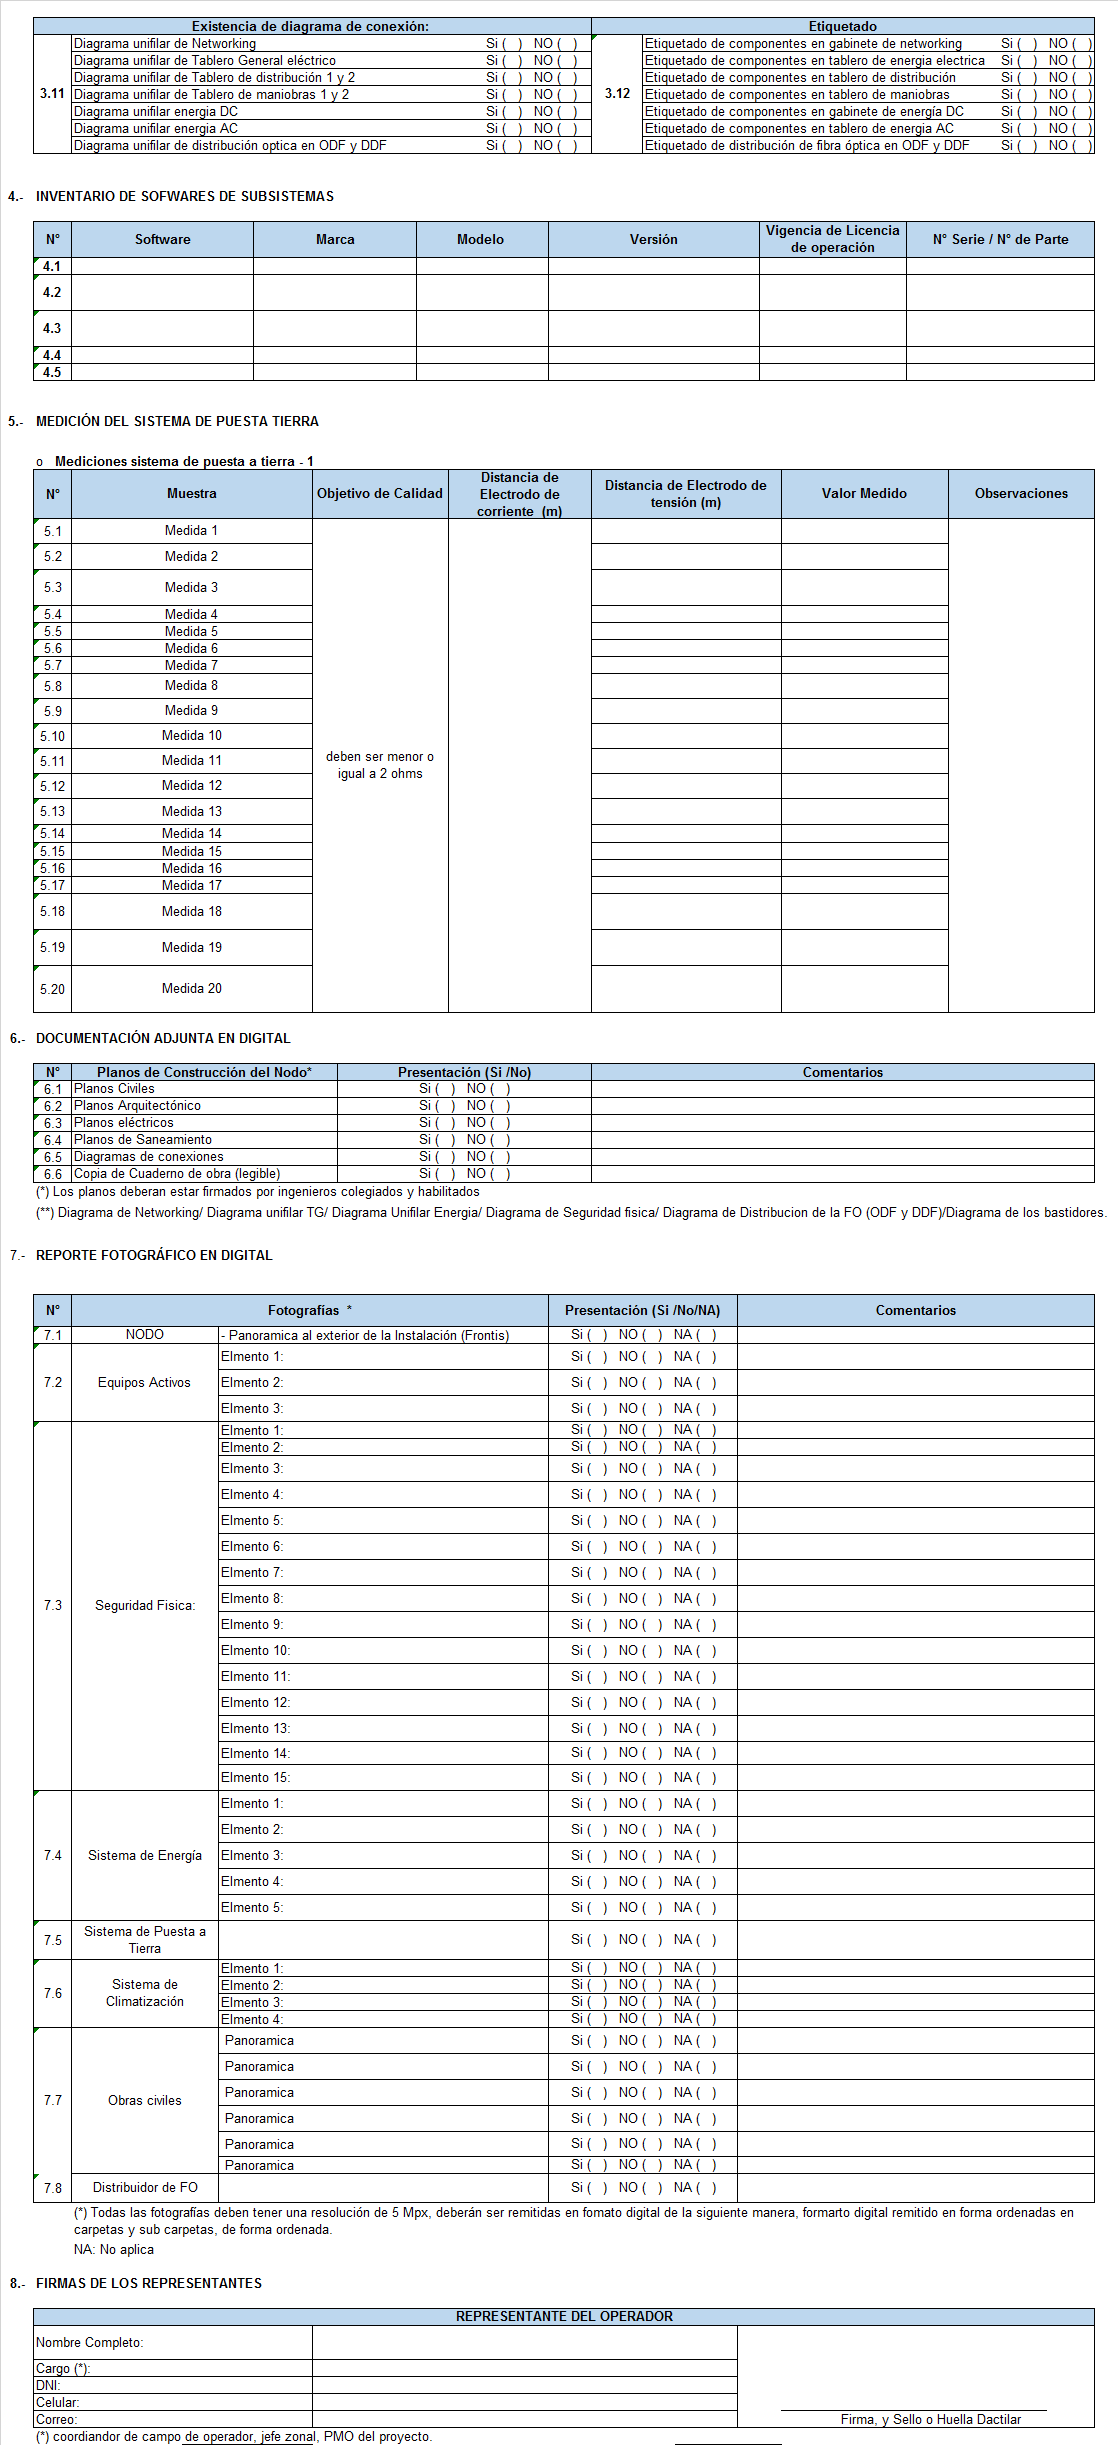 Existencia de diagrama de conexión: Etiquetado
3.11 Diagrama unifilar de Networking Si ( ) NO ( ) 3.12 Etiquetado de componentes en gabinete de networking Si ( ) NO ( )
Diagrama unifilar de Tablero General eléctrico Si ( ) NO ( ) Etiquetado de componentes en tablero de energia electrica Si ( ) NO ( )
Diagrama unifilar de Tablero de distribución 1 y 2 Si ( ) NO ( ) Etiquetado de componentes en tablero de distribución Si ( ) NO ( )
Diagrama unifilar de Tablero de maniobras 1 y 2 Si ( ) NO ( ) Etiquetado de componentes en tablero de maniobras Si ( ) NO ( )
Diagrama unifilar energia DC Si ( ) NO ( ) Etiquetado de componentes en gabinete de energía DC Si ( ) NO ( )
Diagrama unifilar energia AC Si ( ) NO ( ) Etiquetado de componentes en tablero de energia AC Si ( ) NO ( )
Diagrama unifilar de distribución optica en ODF y DDF Si ( ) NO ( ) Etiquetado de distribución de fibra óptica en ODF y DDF Si ( ) NO ( )
4.- INVENTARIO DE SOFWARES DE SUBSISTEMAS
N° Software Marca Modelo Versión Vigencia de Licencia de operación N° Serie / N° de Parte
4.1
4.2
4.3
4.4
4.5
5.- MEDICIÓN DEL SISTEMA DE PUESTA TIERRA
o Mediciones sistema de puesta a tierra - 1
N° Muestra Objetivo de Calidad Distancia de Electrodo de corriente (m) Distancia de Electrodo de tensión (m) Valor Medido Observaciones
5.1 Medida 1
5.2 Medida 2
5.3 Medida 3
5.4 Medida 4
5.5 Medida 5
5.6 Medida 6
5.7 Medida 7
5.8 Medida 8
5.9 Medida 9
5.10 Medida 10
5.11 Medida 11 deben ser menor o igual a 2 ohms
5.12 Medida 12
5.13 Medida 13
5.14 Medida 14
5.15 Medida 15
5.16 Medida 16
5.17 Medida 17
5.18 Medida 18
5.19 Medida 19
5.20 Medida 20
6.- DOCUMENTACIÓN ADJUNTA EN DIGITAL
N° Planos de Construcción del Nodo* Presentación (Si /No) Comentarios
6.1 Planos Civiles Si ( ) NO ( )
6.2 Planos Arquitectónico Si ( ) NO ( )
6.3 Planos eléctricos Si ( ) NO ( )
6.4 Planos de Saneamiento Si ( ) NO ( )
6.5 Diagramas de conexiones Si ( ) NO ( )
6.6 Copia de Cuaderno de obra (legible) Si ( ) NO ( )
(*) Los planos deberan estar firmados por ingenieros colegiados y habilitados
(**) Diagrama de Networking/ Diagrama unifilar TG/ Diagrama Unifilar Energia/ Diagrama de Seguridad fisica/ Diagrama de Distribucion de la FO (ODF y DDF)/Diagrama de los bastidores.
7.- REPORTE FOTOGRÁFICO EN DIGITAL
N° Fotografías * Presentación (Si /No/NA) Comentarios
7.1 NODO - Panoramica al exterior de la Instalación (Frontis) Si ( ) NO ( ) NA ( )
7.2 Equipos Activos Elmento 1: Si ( ) NO ( ) NA ( )
Elmento 2: Si ( ) NO ( ) NA ( )
Elmento 3: Si ( ) NO ( ) NA ( )
7.3 Seguridad Fisica: Elmento 1: Si ( ) NO ( ) NA ( )
Elmento 2: Si ( ) NO ( ) NA ( )
Elmento 3: Si ( ) NO ( ) NA ( )
Elmento 4: Si ( ) NO ( ) NA ( )
Elmento 5: Si ( ) NO ( ) NA ( )
Elmento 6: Si ( ) NO ( ) NA ( )
Elmento 7: Si ( ) NO ( ) NA ( )
Elmento 8: Si ( ) NO ( ) NA ( )
Elmento 9: Si ( ) NO ( ) NA ( )
Elmento 10: Si ( ) NO ( ) NA ( )
Elmento 11: Si ( ) NO ( ) NA ( )
Elmento 12: Si ( ) NO ( ) NA ( )
Elmento 13: Si ( ) NO ( ) NA ( )
Elmento 14: Si ( ) NO ( ) NA ( )
Elmento 15: Si ( ) NO ( ) NA ( )
7.4 Sistema de Energía Elmento 1: Si ( ) NO ( ) NA ( )
Elmento 2: Si ( ) NO ( ) NA ( )
Elmento 3: Si ( ) NO ( ) NA ( )
Elmento 4: Si ( ) NO ( ) NA ( )
Elmento 5: Si ( ) NO ( ) NA ( )
7.5 Sistema de Puesta a Tierra Si ( ) NO ( ) NA ( )
7.6 Sistema de Climatización Elmento 1: Si ( ) NO ( ) NA ( )
Elmento 2: Si ( ) NO ( ) NA ( )
Elmento 3: Si ( ) NO ( ) NA ( )
Elmento 4: Si ( ) NO ( ) NA ( )
7.7 Obras civiles Panoramica Si ( ) NO ( ) NA ( )
Panoramica Si ( ) NO ( ) NA ( )
Panoramica Si ( ) NO ( ) NA ( )
Panoramica Si ( ) NO ( ) NA ( )
Panoramica Si ( ) NO ( ) NA ( )
Panoramica Si ( ) NO ( ) NA ( )
7.8 Distribuidor de FO Si ( ) NO ( ) NA ( )
(*) Todas las fotografías deben tener una resolución de 5 Mpx, deberán ser remitidas en fomato digital de la siguiente manera, formarto digital remitido en forma ordenadas en
carpetas y sub carpetas, de forma ordenada.
NA: No aplica
8.- FIRMAS DE LOS REPRESENTANTES
REPRESENTANTE DEL OPERADOR
Nombre Completo:
Cargo (*):
DNI:
Celular:
Correo: Firma, y Sello o Huella Dactilar
(*) coordiandor de campo de operador, jefe zonal, PMO del proyecto.